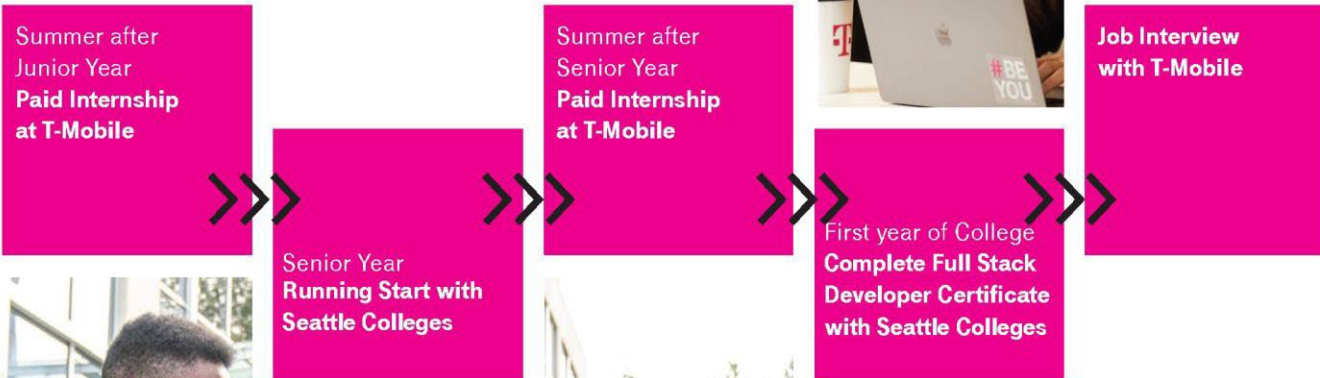 Summer after
Junior Year
Paid Internship
at T-Mobile
Senior Year
Running Start with
Seattle Colleges
Summer after
Senior Year
Paid Internship
at T-Mobile
T
#BE
YOU
First year of College
Complete Full Stack
Developer Certificate
with Seattle Colleges
Job Interview
with T-Mobile